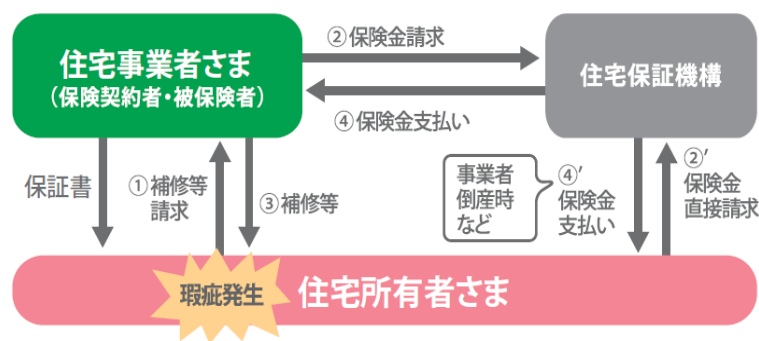 住宅事業者さま
（保険契約者・被保険者）
②保険金請求
④保険金支払い
住宅保証機構
保証書
①補修等
請求
③補修等
事業者
倒産時
など
④′
保険金
支払い
②′
保険金
直接請求
瑕疵発生
住宅所有者さま